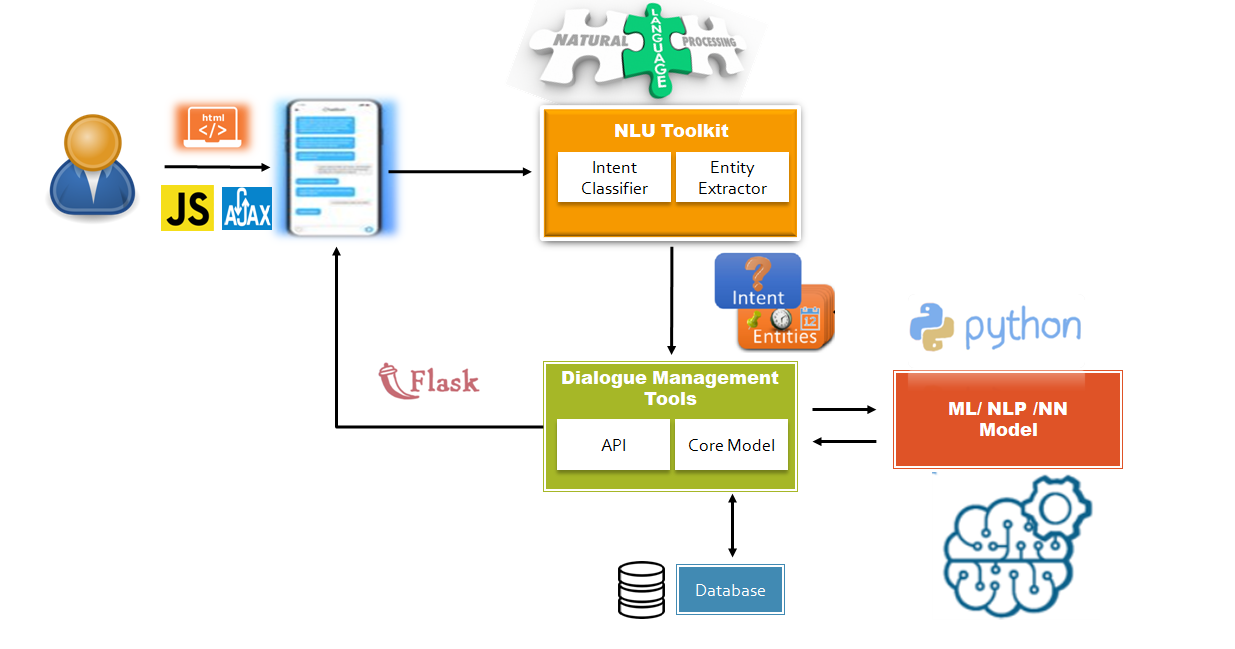 NATURAL
LANGUAGE
PROCESSING
html
</>
JS
AJAX
NLU Toolkit
Intent
Classifier
Entity
Extractor
Intent
12
Entities
python
Flask
Dialogue Management
Tools
API
Core Model
ML/ NLP /NN
Model
Database